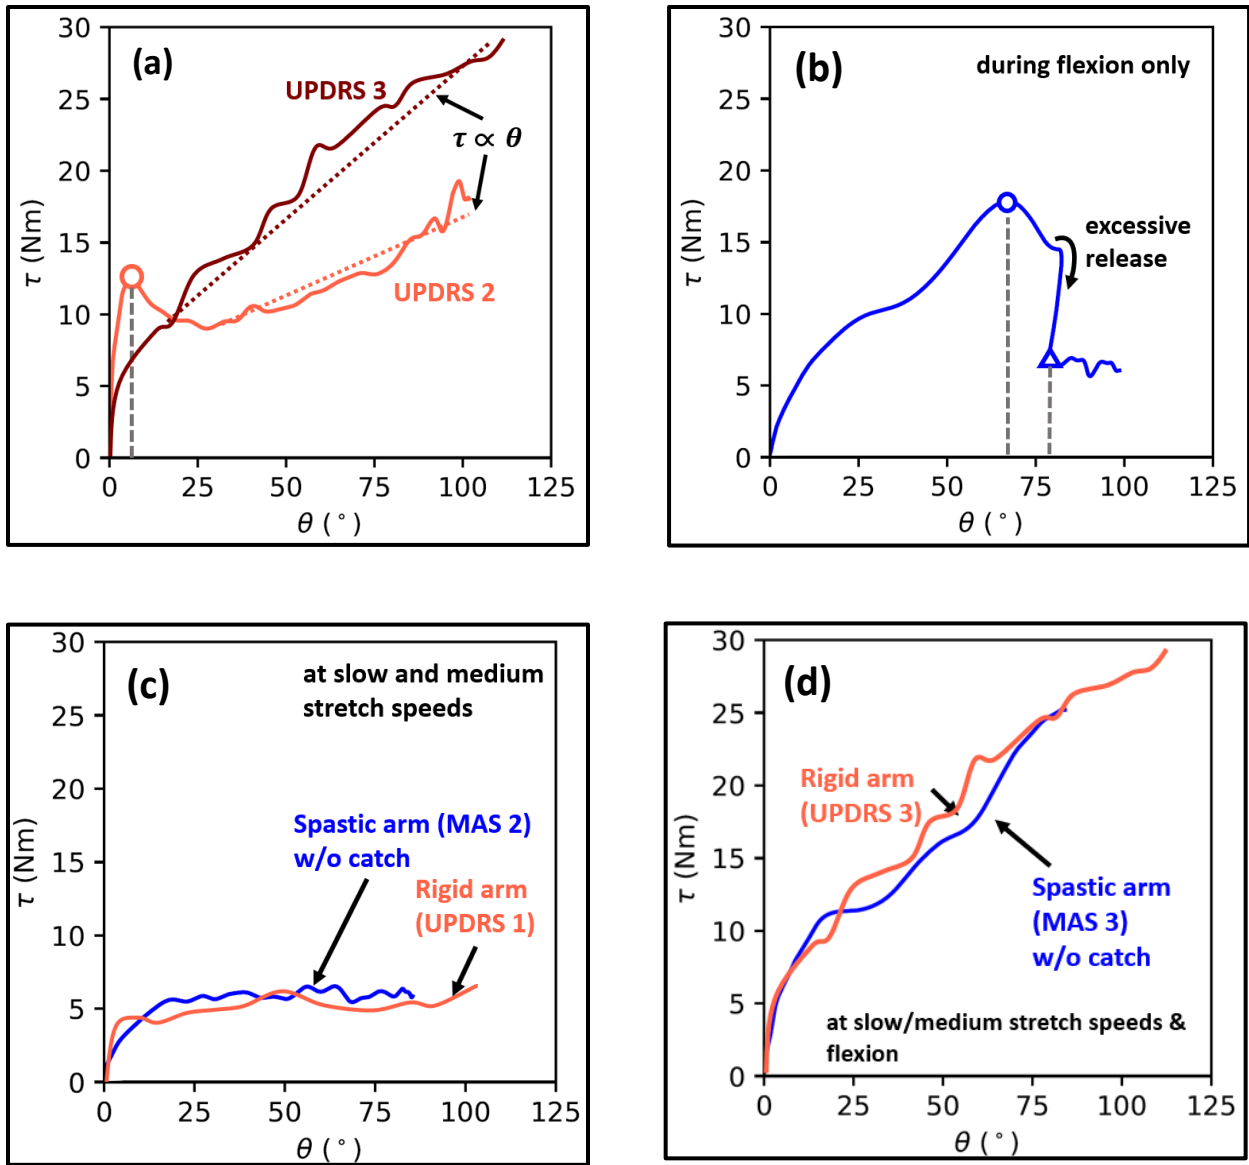 (a)
UPDRS 3
τ ∝ θ
UPDRS 2
30
25
20
15
10
5
0
τ (Nm)
0 25 50 75 100 125
θ (°)
(b)
during flexion only
excessive
release
30
25
20
15
10
5
0
τ (Nm)
0 25 50 75 100 125
θ (°)
(c)
at slow and medium
stretch speeds
Spastic arm (MAS 2)
w/o catch
Rigid arm
(UPDRS 1)
30
25
20
15
10
5
0
τ (Nm)
0 25 50 75 100 125
θ (°)
(d)
Rigid arm
(UPDRS 3)
Spastic arm
(MAS 3)
w/o catch
at slow/medium stretch speeds &
flexion
30
25
20
15
10
5
0
τ (Nm)
0 25 50 75 100 125
θ (°)